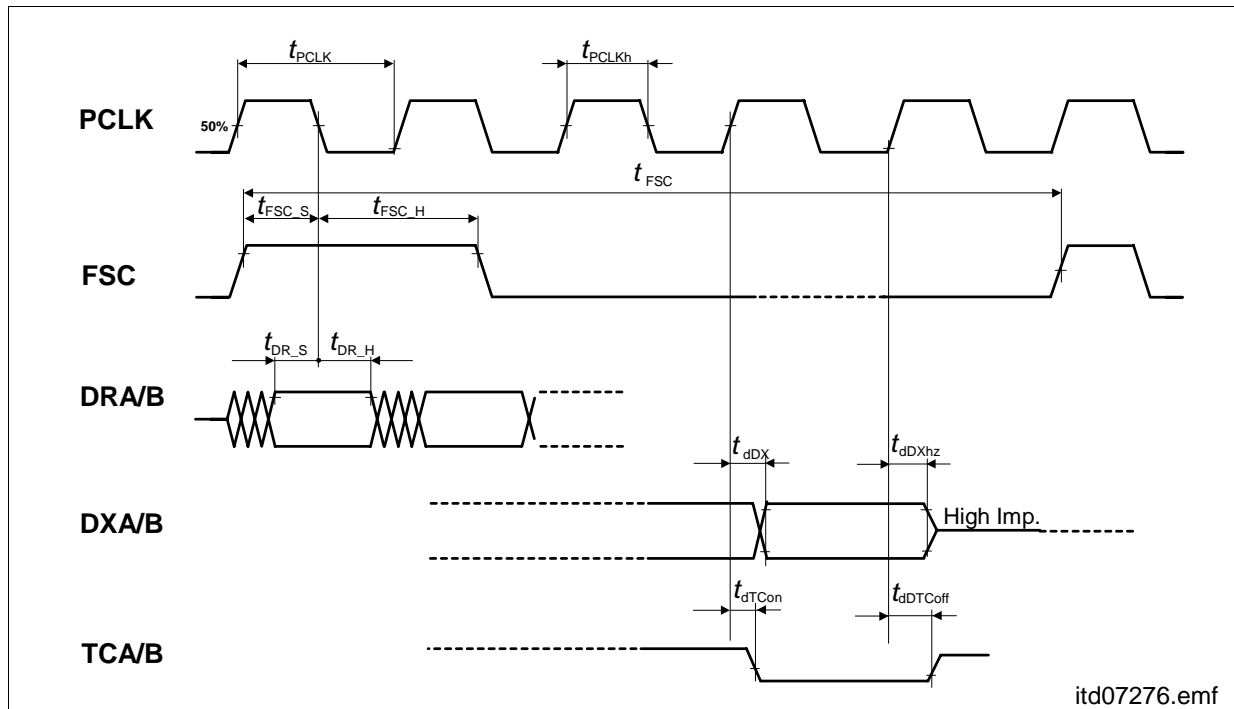 tPCLK
tPCLKh
PCLK
50%
tFSC
tFSC_S
tFSC_H
FSC
tDR_S
tDR_H
DRA/B
tdDX
tdDXhz
DXA/B
High Imp.
tdTCon
tdDTCoff
TCA/B
itd07276.emf